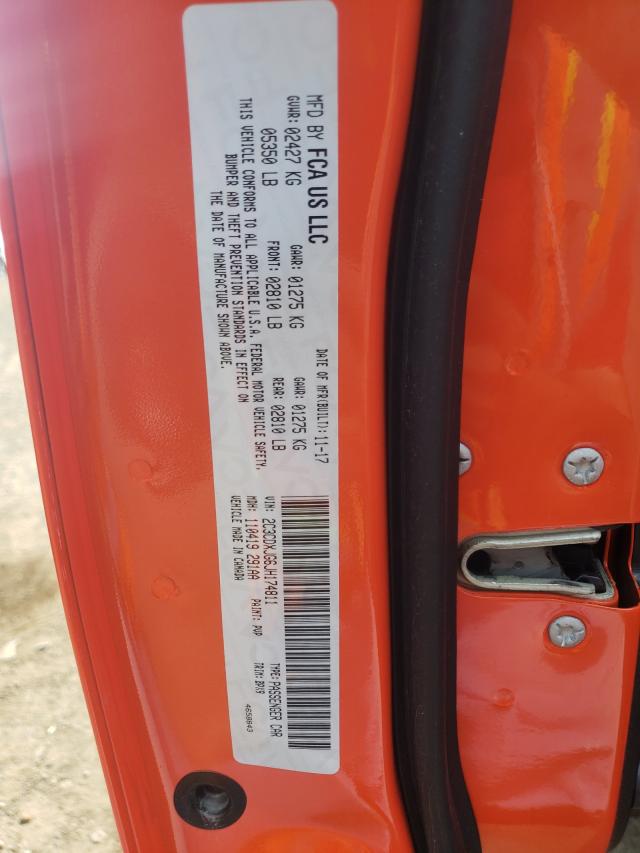 MFD BY FCA US LLC
DATE OF MFR(BUILT): 11-17
GVWR: 02427 KG
GAWR: 01275 KG
GAWR: 01275 KG
05350 LB
FRONT: 02810 LB
REAR: 02810 LB
THIS VEHICLE CONFORMS TO ALL APPLICABLE U.S.A. FEDERAL MOTOR VEHICLE SAFETY,
BUMPER AND THEFT PREVENTION STANDARDS IN EFFECT ON
THE DATE OF MANUFACTURE SHOWN ABOVE.
VIN: 2C3CDXJG6JH174811
TYPE: PASSENGER CAR
MDH: 110419 291AA
PAINT: PVP
TRIM: BPX9
VEHICLE MADE IN CANADA
4658843